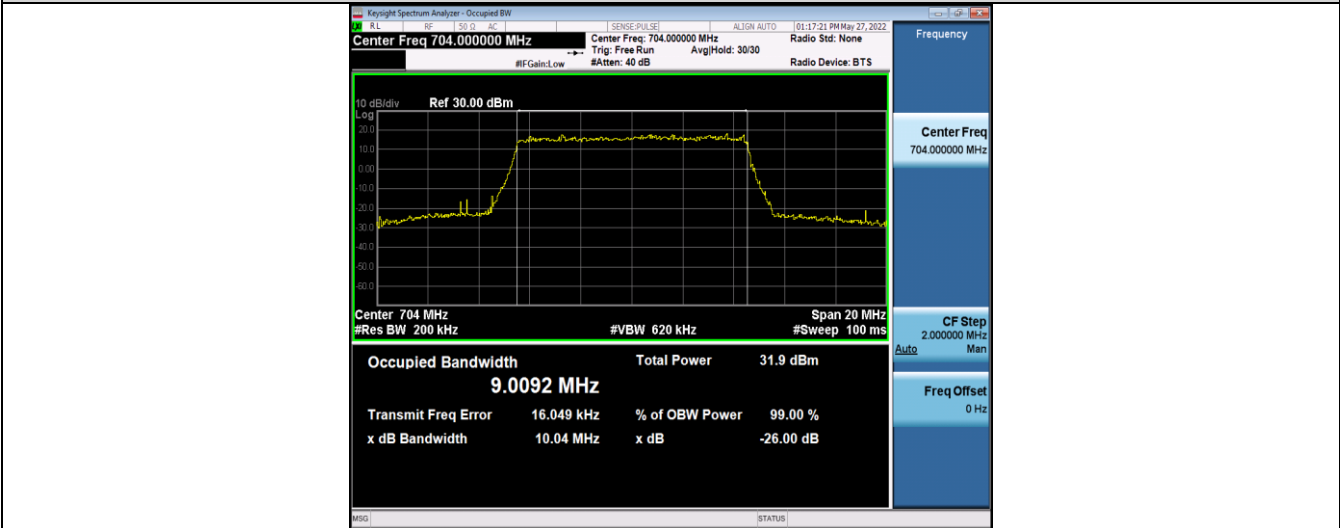 Keysight Spectrum Analyzer - Occupied BW
RL RF 50 Ω AC SENSE:PULSE ALIGN AUTO 01:17:21 PM May 27, 2022
Center Freq 704.000000 MHz
Center Freq: 704.000000 MHz Radio Std: None
Trig: Free Run Avg|Hold: 30/30
#IFGain:Low #Atten: 40 dB Radio Device: BTS
10 dB/div Ref 30.00 dBm
Log
20.0
10.0
0.00
-10.0
-20.0
-30.0
-40.0
-50.0
-60.0
Center 704 MHz Span 20 MHz
#Res BW 200 kHz #VBW 620 kHz #Sweep 100 ms
Occupied Bandwidth Total Power 31.9 dBm
9.0092 MHz
Transmit Freq Error 16.049 kHz % of OBW Power 99.00 %
x dB Bandwidth 10.04 MHz x dB -26.00 dB
Frequency
Center Freq
704.000000 MHz
CF Step
2.000000 MHz
Auto Man
Freq Offset
0 Hz
MSG STATUS